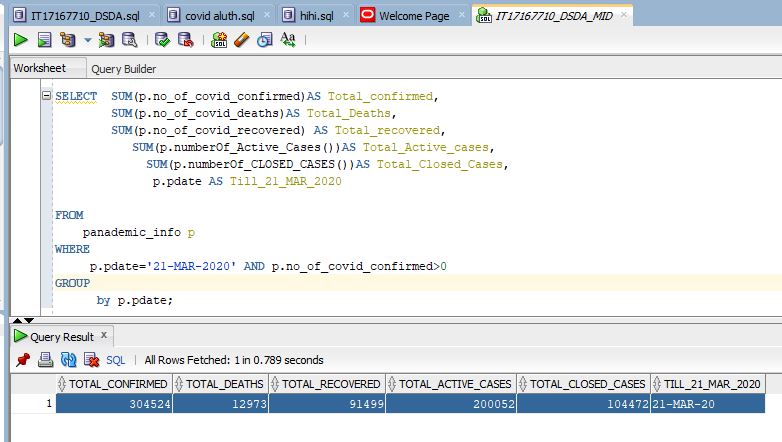 IT17167710_DSDA.sql × covid aluth.sql × hihi.sql × Welcome Page × IT17167710_DSDA_MID ×
SQL
Worksheet Query Builder
SELECT SUM(p.no_of_covid_confirmed)AS Total_confirmed,
SUM(p.no_of_covid_deaths)AS Total_Deaths,
SUM(p.no_of_covid_recovered) AS Total_recovered,
SUM(p.numberOf_Active_Cases())AS Total_Active_cases,
SUM(p.numberOf_CLOSED_CASES())AS Total_Closed_Cases,
p.pdate AS Till_21_MAR_2020
FROM
panademic_info p
WHERE
p.pdate='21-MAR-2020' AND p.no_of_covid_confirmed>0
GROUP
by p.pdate;
Query Result ×
SQL | All Rows Fetched: 1 in 0.789 seconds
TOTAL_CONFIRMED TOTAL_DEATHS TOTAL_RECOVERED TOTAL_ACTIVE_CASES TOTAL_CLOSED_CASES TILL_21_MAR_2020
1 304524 12973 91499 200052 104472 21-MAR-20